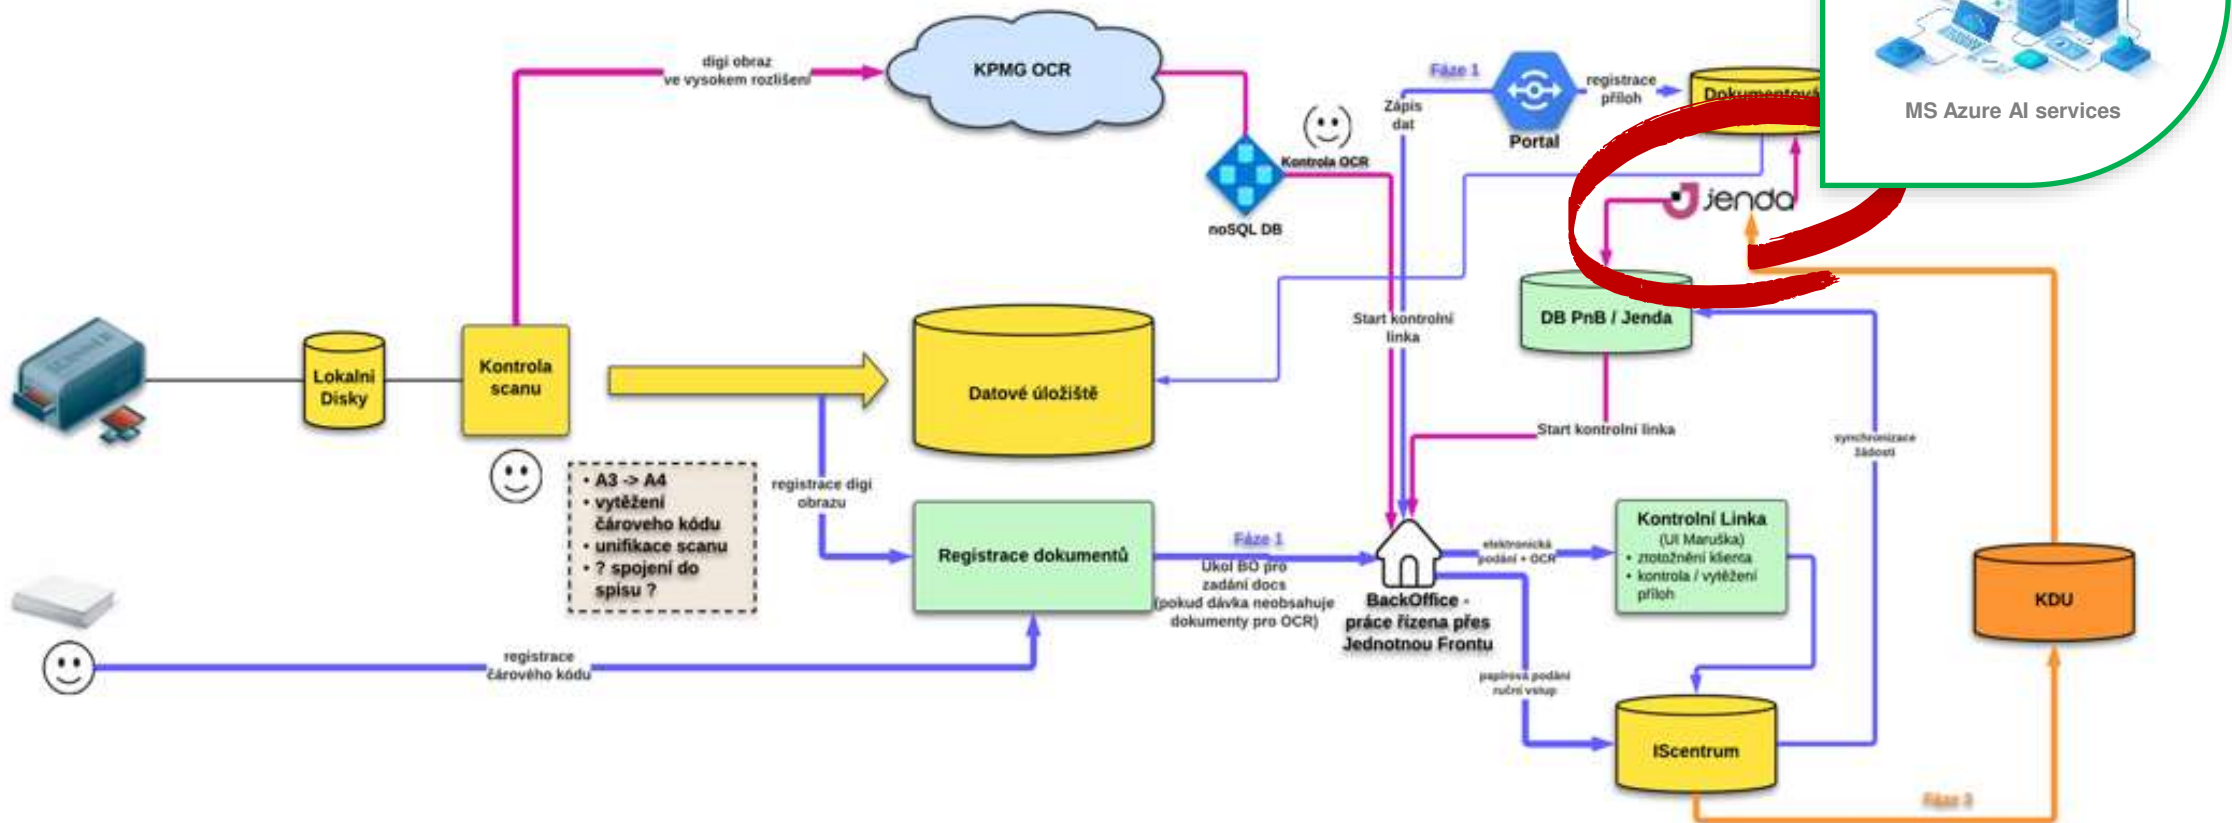 MS Azure AI services
digi obraz
ve vysokem rozlišení
KPMG OCR
Fáze 1
Zápis
dat
registrace
příloh
Portal
Dokumentová
Kontrola OCR
noSQL DB
jenda
SCANNER
Lokalni
Disky
Kontrola
scanu
Datové úložiště
Start kontrolní
linka
DB PnB / Jenda
Start kontrolní linka
synchronizace
žádostí
• A3 -> A4
• vytěžení
čároveho kódu
• unifikace scanu
• ? spojení do
spisu ?
registrace digi
obrazu
Registrace dokumentů
Fáze 1
Úkol BO pro
zadání docs
(pokud dávka neobsahuje
dokumenty pro OCR)
BackOffice -
práce řízena přes
Jednotnou Frontu
elektronická
podání + OCR
Kontrolní Linka
(UI Maruška)
• ztotožnění klienta
• kontrola / vytěžení
příloh
KDU
registrace
čárového kódu
papírová podání
ruční vstup
IScentrum
Fáze 3